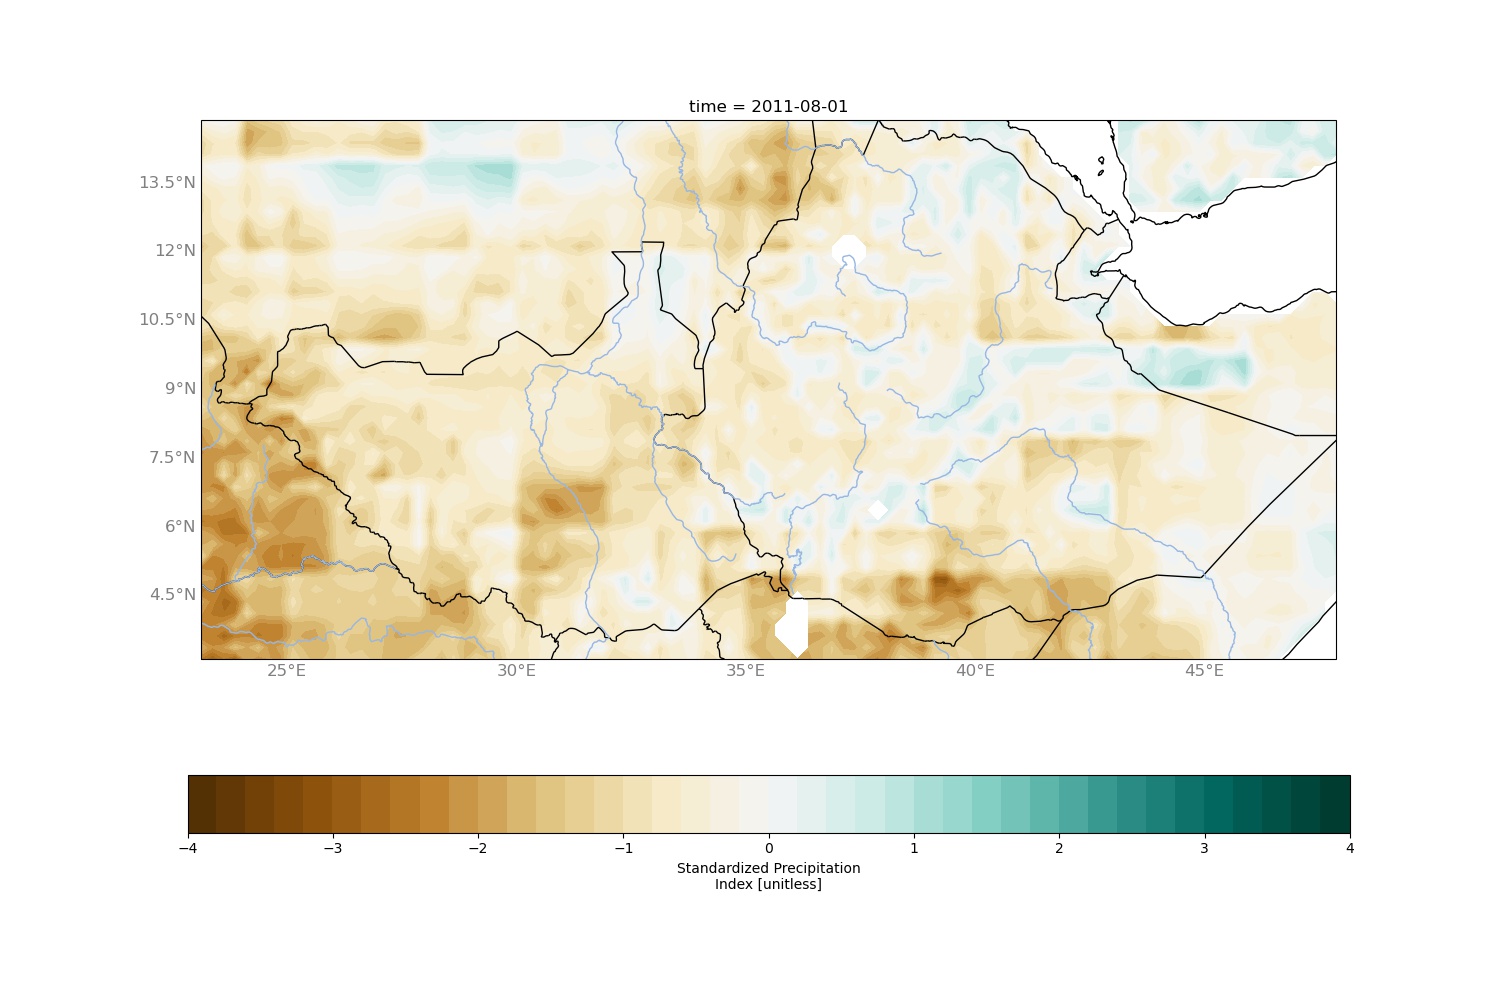 time = 2011-08-01
13.5°N
12°N
10.5°N
9°N
7.5°N
6°N
4.5°N
25°E 30°E 35°E 40°E 45°E
−4 −3 −2 −1 0 1 2 3 4
Standardized Precipitation
Index [unitless]